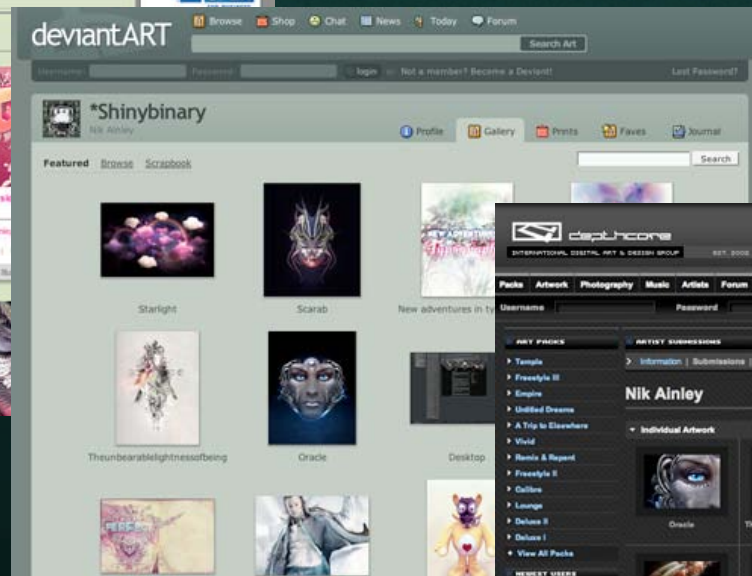 deviantART
Browse Shop Chat News Today Forum
Search Art
Username: Password: login or Not a member? Become a Deviant! Lost Password?
*Shinybinary
Nik Ainley
Profile Gallery Prints Faves Journal
Featured Browse Scrapbook
Search
Starlight
Scarab
New adventures in ty
Theunbearablelightnessofbeing
Oracle
Desktop
depthcore
INTERNATIONAL DIGITAL ART & DESIGN GROUP
EST. 2002
Packs Artwork Photography Music Artists Forum
Username Password
ART PACKS
Temple
Freestyle III
Empire
Untitled Dreams
A Trip to Elsewhere
Vivid
Remix & Repent
Freestyle II
Calibre
Lounge
Deluxe II
Deluxe I
View All Packs
NEWEST USERS
ARTIST SUBMISSIONS
Information | Submissions |
Nik Ainley
Individual Artwork
Oracle